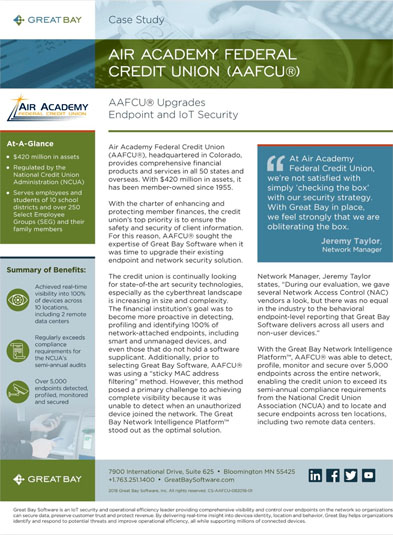 GREAT BAY
Case Study
AIR ACADEMY FEDERAL
CREDIT UNION (AAFCU®)
AIR ACADEMY
FEDERAL CREDIT UNION
AAFCU® Upgrades
Endpoint and IoT Security
At-A-Glance
$420 million in assets
Regulated by the
National Credit Union
Administration (NCUA)
Serves employees and
students of 10 school
districts and over 250
Select Employee
Groups (SEG) and their
family members
Summary of Benefits:
Achieved real-time
visibility into 100%
of devices across
10 locations,
including 2 remote
data centers
Regularly exceeds
compliance
requirements for
the NCUA's
semi-annual audits
Over 5,000
endpoints detected,
profiled, monitored
and secured
Air Academy Federal Credit Union
(AAFCU®), headquartered in Colorado,
provides comprehensive financial
products and services in all 50 states and
overseas. With $420 million in assets, it
has been member-owned since 1955.
With the charter of enhancing and
protecting member finances, the credit
union's top priority is to ensure the
safety and security of client information.
For this reason, AAFCU® sought the
expertise of Great Bay Software when it
was time to upgrade their existing
endpoint and network security solution.
The credit union is continually looking
for state-of-the art security technologies,
especially as the cyberthreat landscape
is increasing in size and complexity.
The financial institution's goal was to
become more proactive in detecting,
profiling and identifying 100% of
network-attached endpoints, including
smart and unmanaged devices, and
even those that do not hold a software
supplicant. Additionally, prior to
selecting Great Bay Software, AAFCU®
was using a "sticky MAC address
filtering" method. However, this method
posed a primary challenge to achieving
complete visibility because it was
unable to detect when an unauthorized
device joined the network. The Great
Bay Network Intelligence Platform™
stood out as the optimal solution.
“ At Air Academy
Federal Credit Union,
we're not satisfied with
simply 'checking the box'
with our security strategy.
With Great Bay in place,
we feel strongly that we are
obliterating the box.
Jeremy Taylor,
Network Manager
Network Manager, Jeremy Taylor
states, "During our evaluation, we gave
several Network Access Control (NAC)
vendors a look, but there was no equal
in the industry to the behavioral
endpoint-level reporting that Great Bay
Software delivers across all users and
non-user devices."
With the Great Bay Network Intelligence
Platform™, AAFCU® was able to detect,
profile, monitor and secure over 5,000
endpoints across the entire network,
enabling the credit union to exceed its
semi-annual compliance requirements
from the National Credit Union
Association (NCUA) and to locate and
secure endpoints across ten locations,
including two remote data centers.
GREAT BAY
7900 International Drive, Suite 625 • Bloomington MN 55425
+1.763.251.1400 • GreatBaySoftware.com
Great Bay Software is an IoT security and operational efficiency leader providing comprehensive visibility and control over endpoints on the network so organizations
can secure data, preserve customer trust and protect revenue. By delivering real-time insight into devices identity, location and behavior, Great Bay helps organizations
identify and respond to potential threats and improve operational efficiency, all while supporting millions of connected devices.